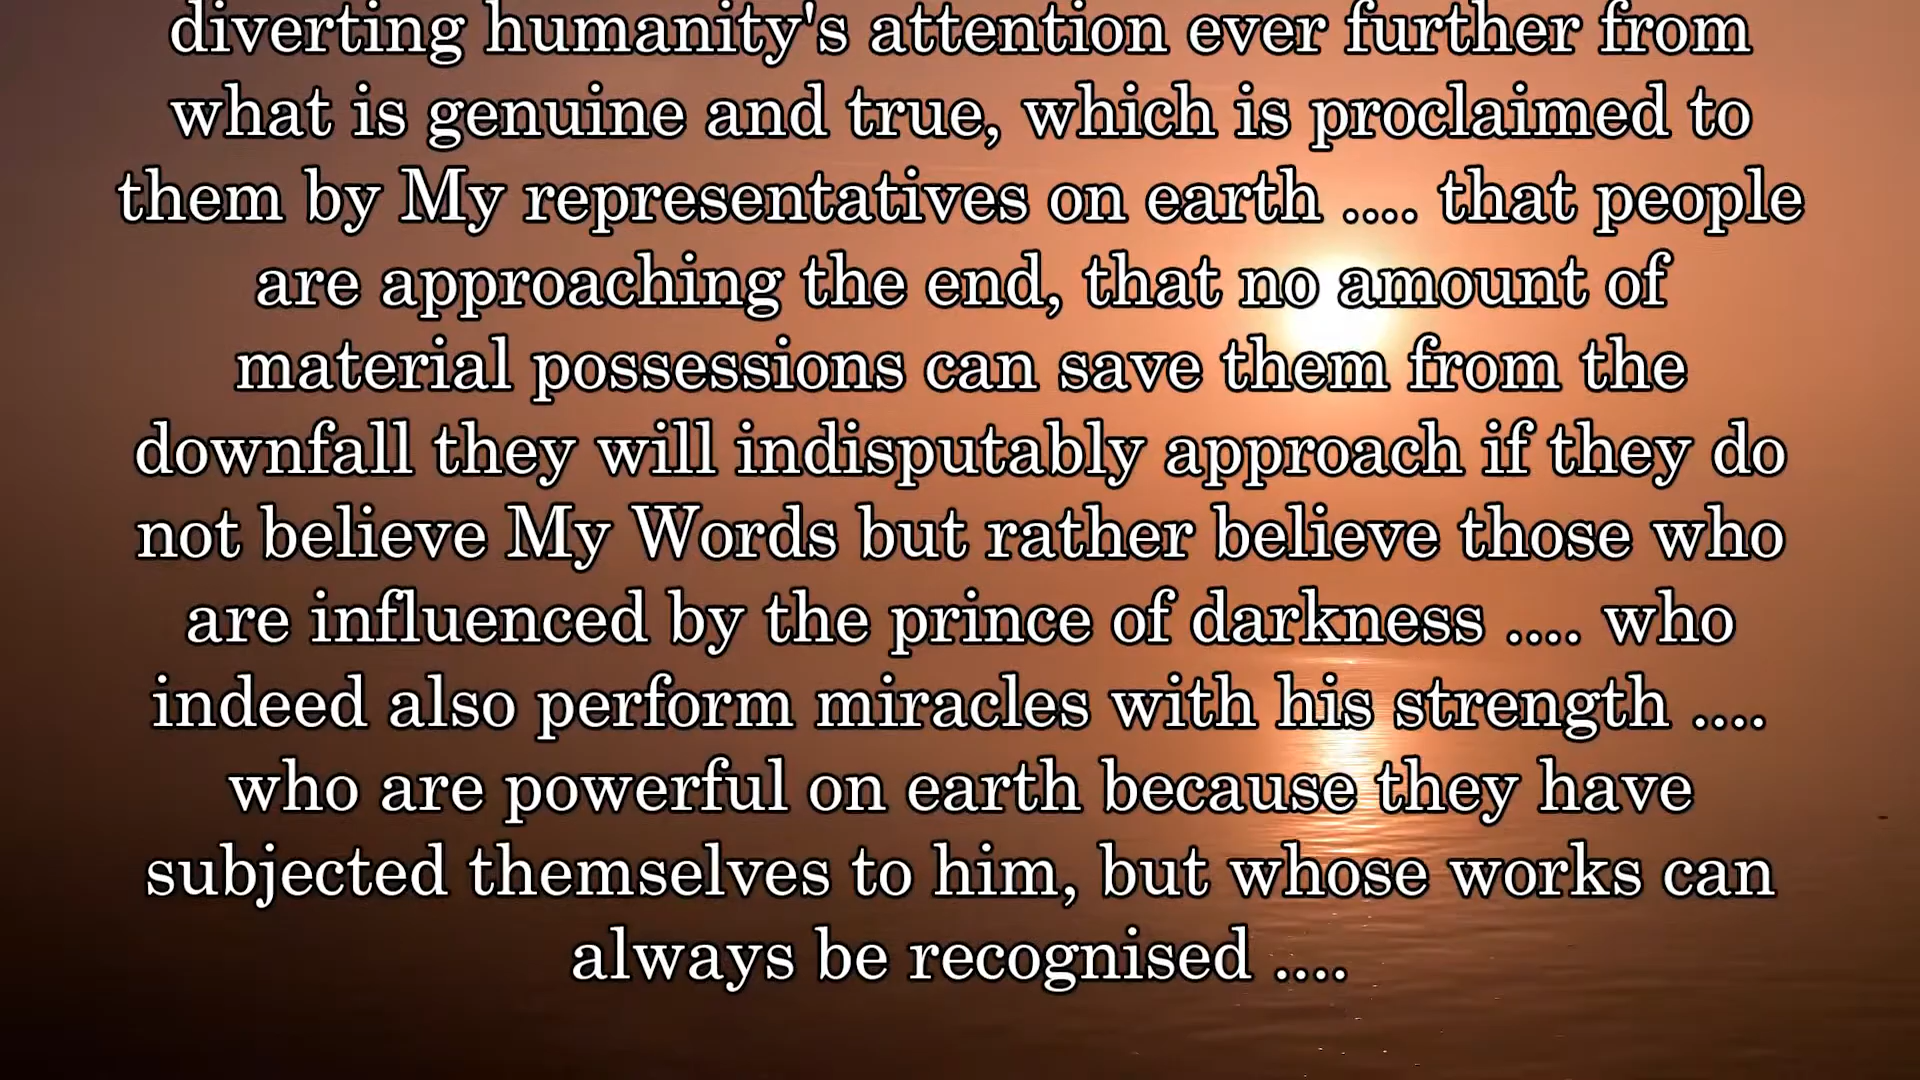 diverting humanity's attention ever further from
what is genuine and true, which is proclaimed to
them by My representatives on earth .... that people
are approaching the end, that no amount of
material possessions can save them from the
downfall they will indisputably approach if they do
not believe My Words but rather believe those who
are influenced by the prince of darkness .... who
indeed also perform miracles with his strength ....
who are powerful on earth because they have
subjected themselves to him, but whose works can
always be recognised ....